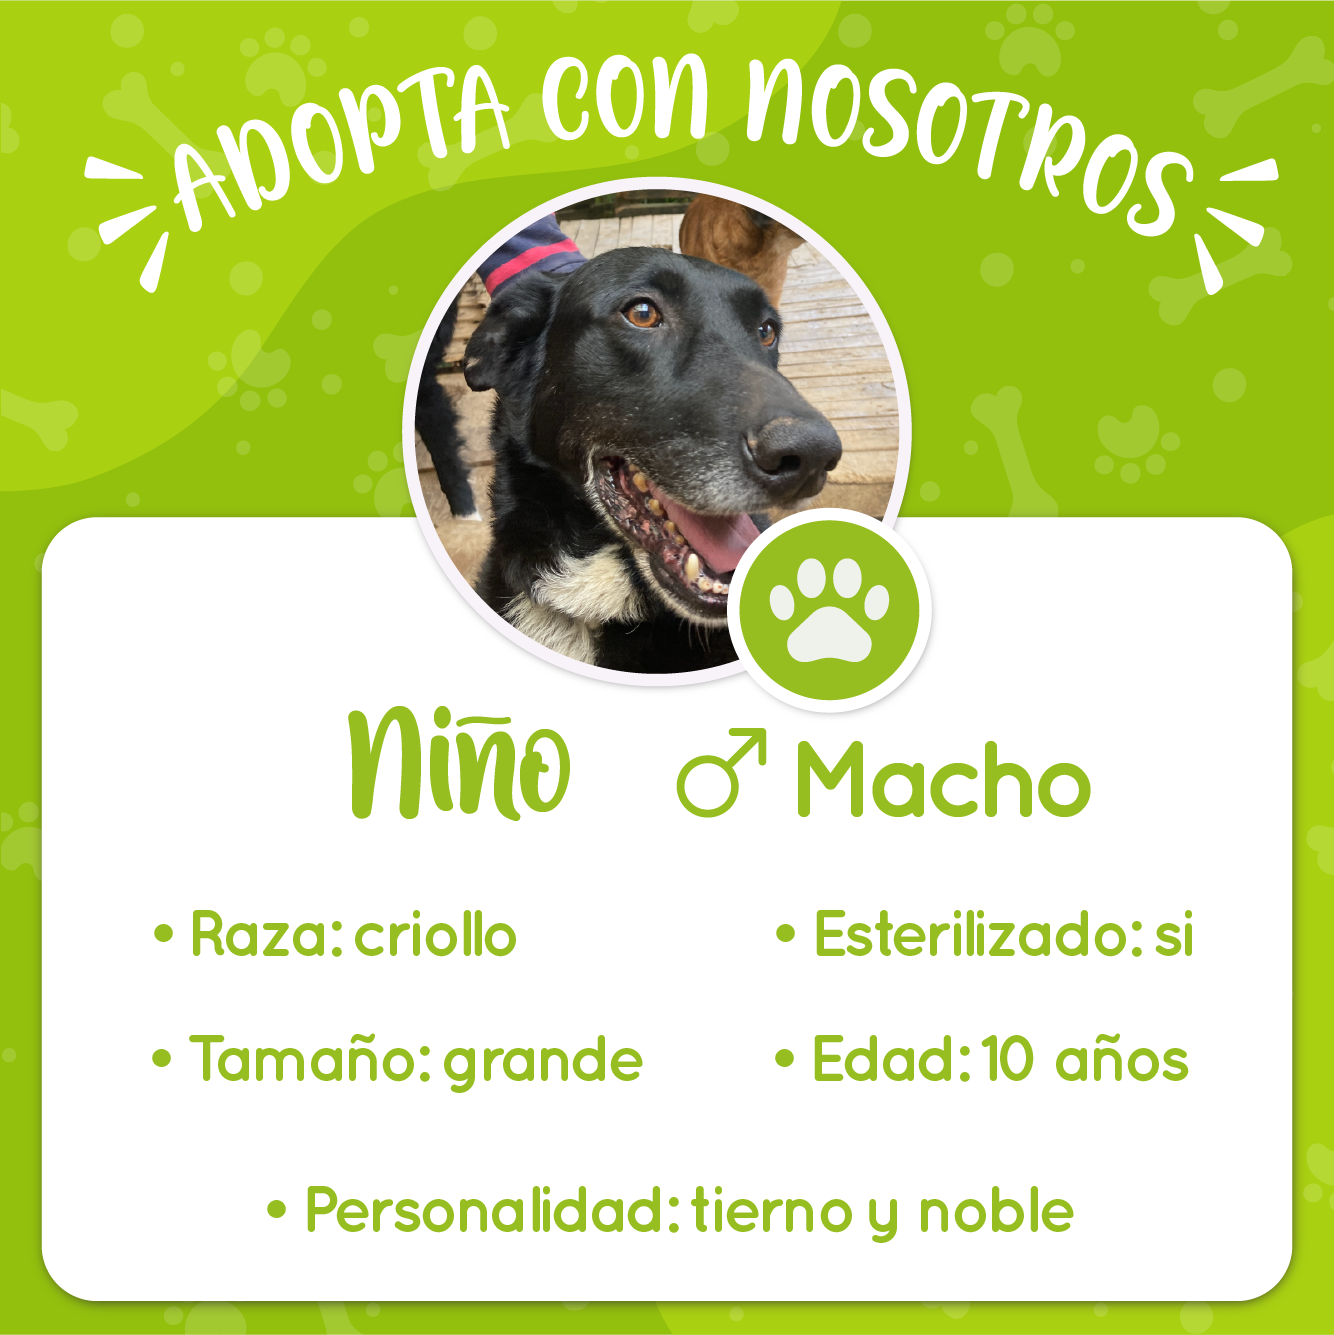 ADOPTA CON NOSOTROS
Niño ♂ Macho
• Raza: criollo
• Esterilizado: si
• Tamaño: grande
• Edad: 10 años
• Personalidad: tierno y noble